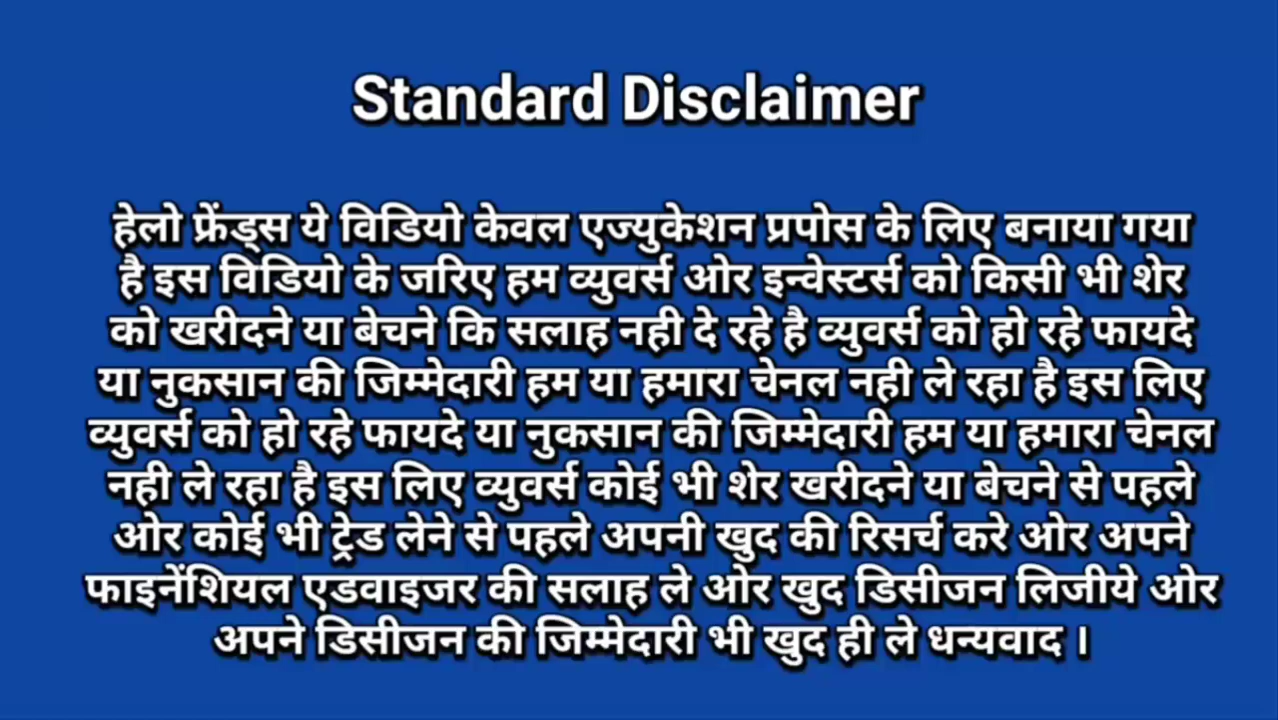 Standard Disclaimer
हेलो फ्रेंड्स ये विडियो केवल एज्युकेशन प्रपोस के लिए बनाया गया
है इस विडियो के जरिए हम व्युवर्स ओर इन्वेस्टर्स को किसी भी शेर
को खरीदने या बेचने कि सलाह नही दे रहे है व्युवर्स को हो रहे फायदे
या नुकसान की जिम्मेदारी हम या हमारा चेनल नही ले रहा है इस लिए
व्युवर्स को हो रहे फायदे या नुकसान की जिम्मेदारी हम या हमारा चेनल
नही ले रहा है इस लिए व्युवर्स कोई भी शेर खरीदने या बेचने से पहले
ओर कोई भी ट्रेड लेने से पहले अपनी खुद की रिसर्च करे ओर अपने
फाइनेंशियल एडवाइजर की सलाह ले ओर खुद डिसीजन लिजीये ओर
अपने डिसीजन की जिम्मेदारी भी खुद ही ले धन्यवाद ।